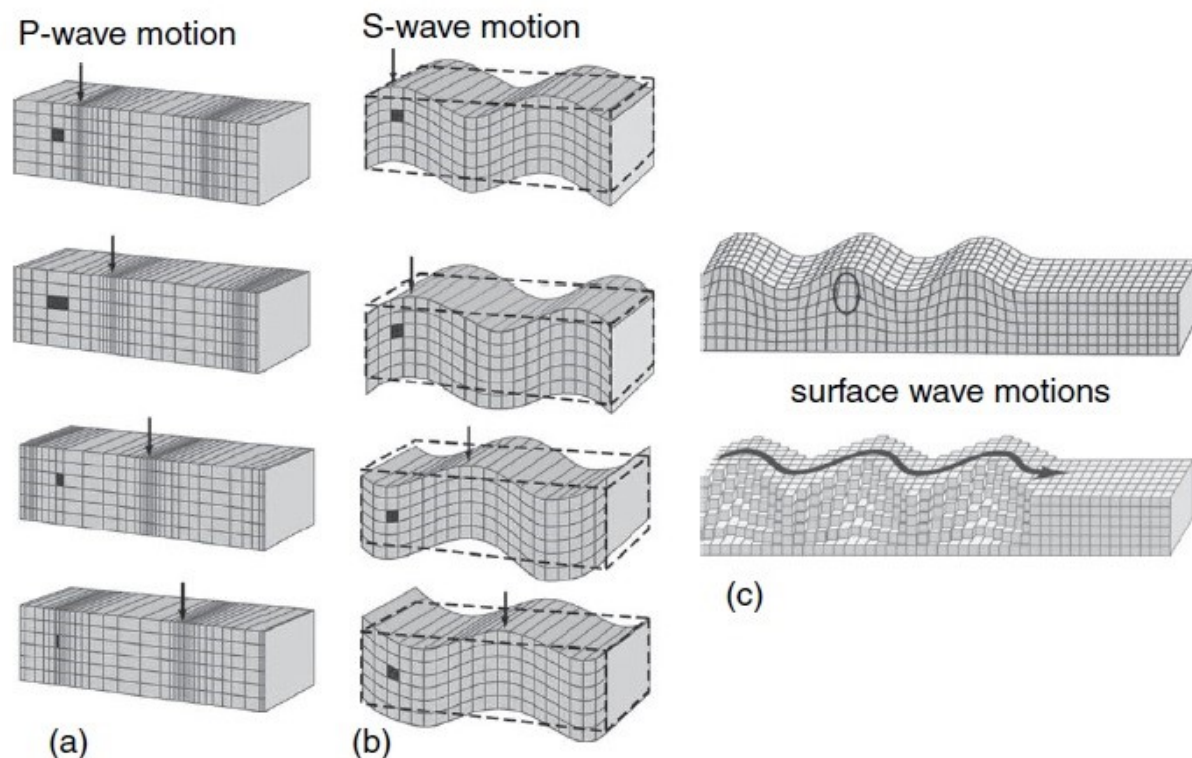 P-wave motion
S-wave motion
surface wave motions
(a)
(b)
(c)